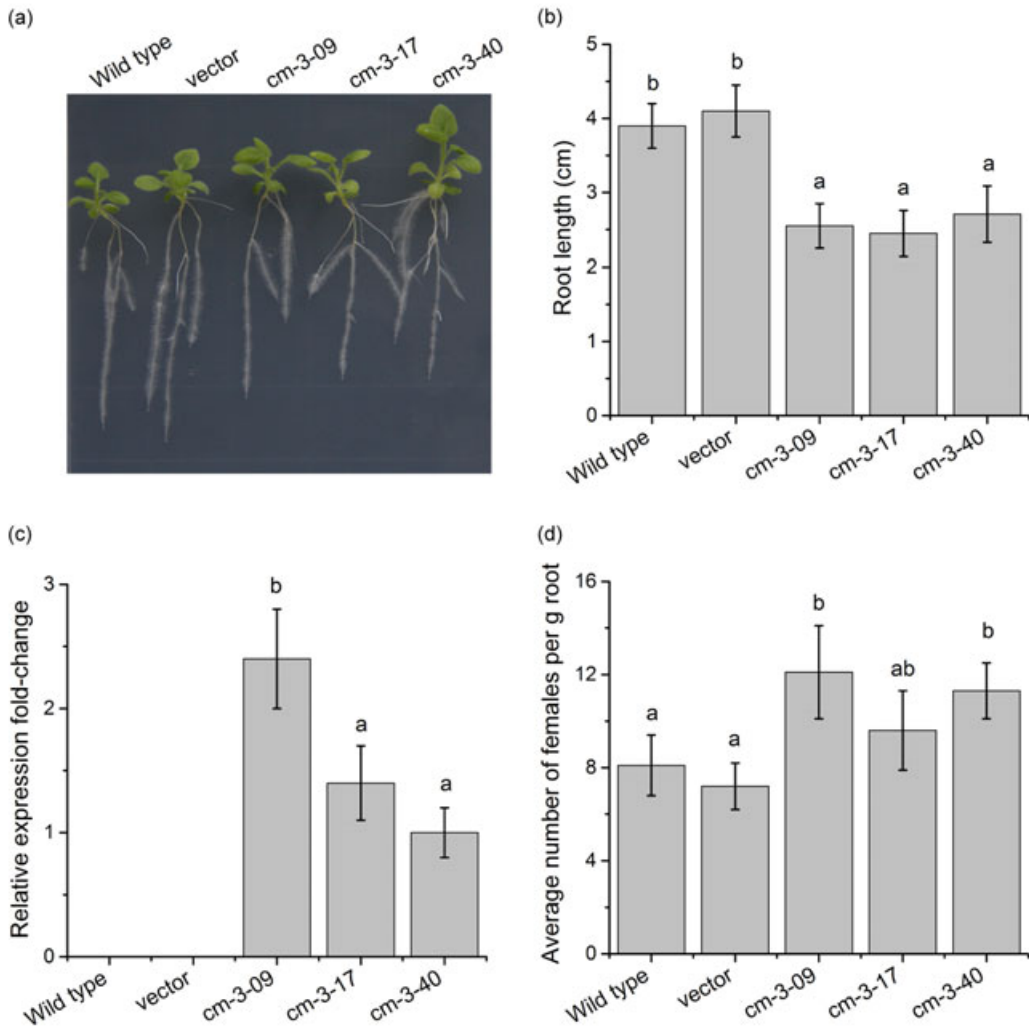 (a)
Wild type
vector
cm-3-09
cm-3-17
cm-3-40
(b)
Root length (cm)
5
4
3
2
1
0
b
b
a
a
a
Wild type
vector
cm-3-09
cm-3-17
cm-3-40
(c)
Relative expression fold-change
3
2
1
0
b
a
a
Wild type
vector
cm-3-09
cm-3-17
cm-3-40
(d)
Average number of females per g root
16
12
8
4
0
a
a
b
ab
b
Wild type
vector
cm-3-09
cm-3-17
cm-3-40